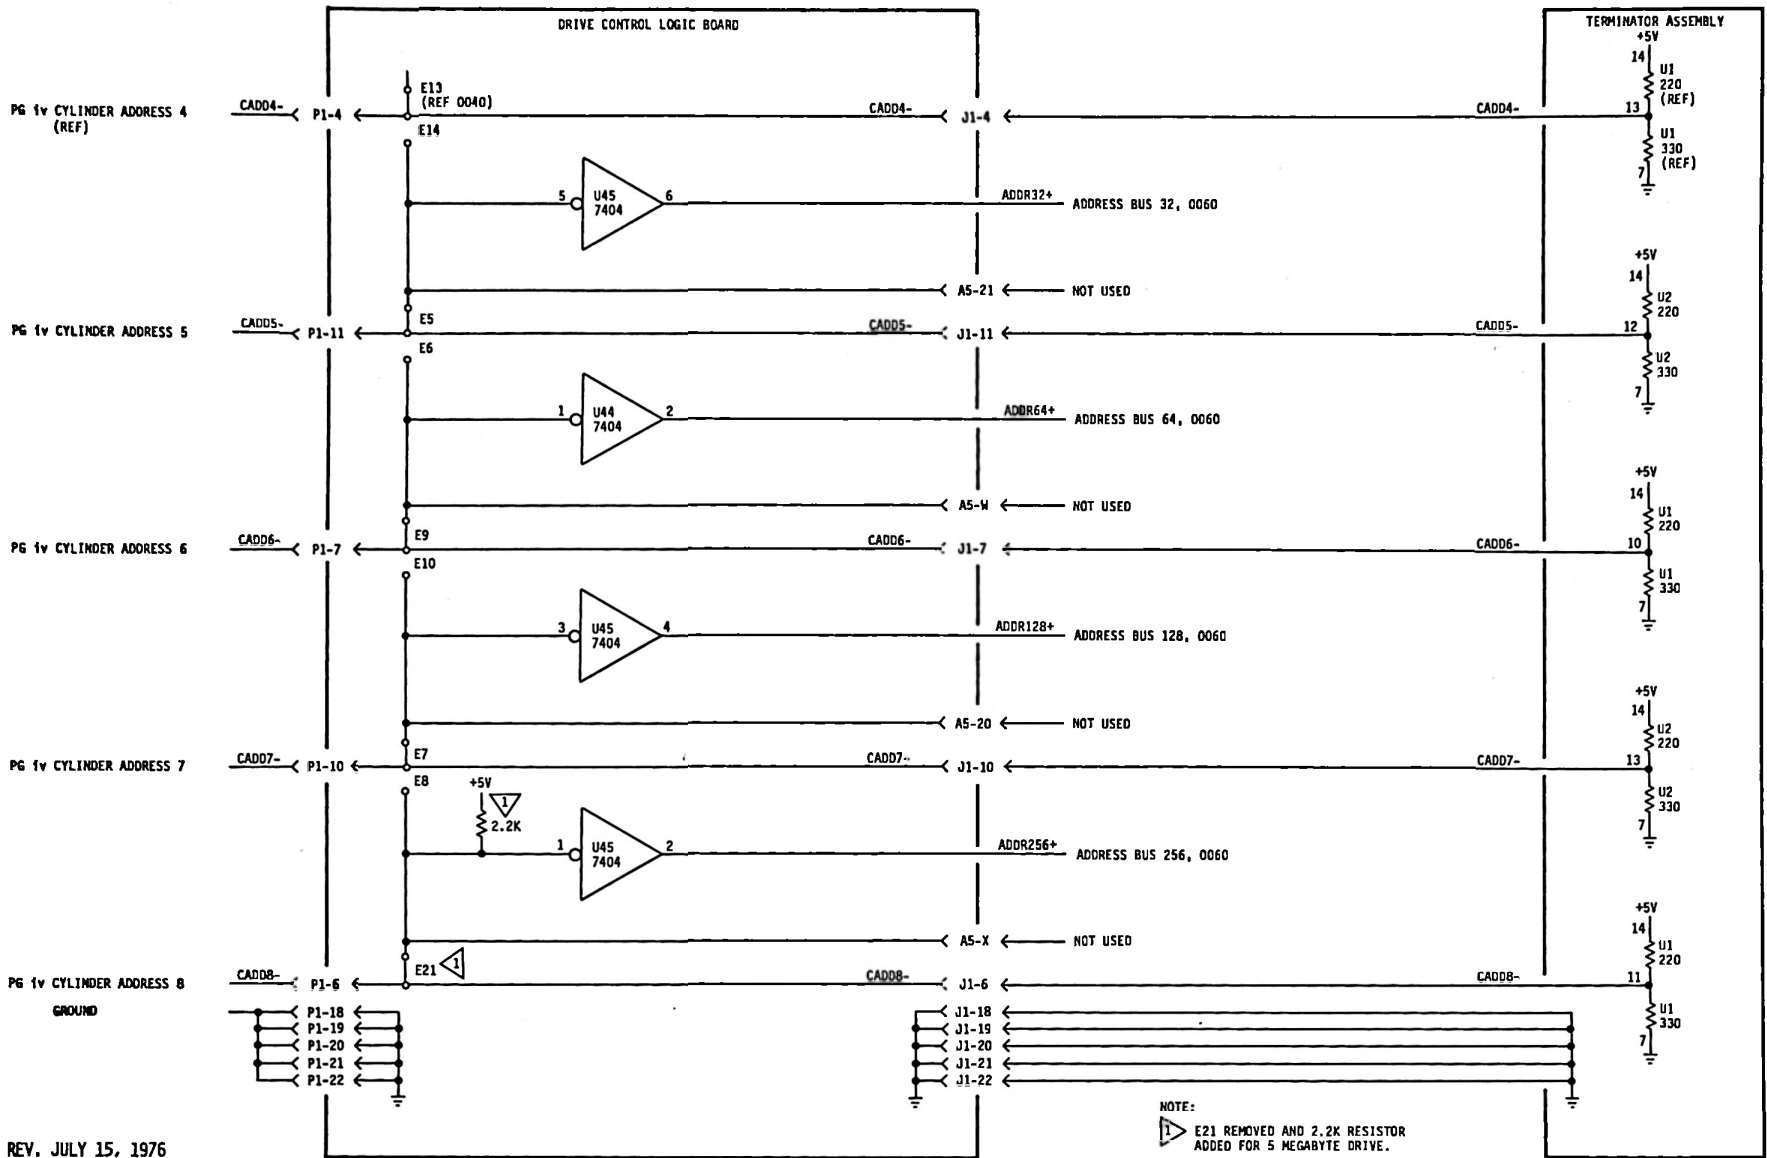 DRIVE CONTROL LOGIC BOARD
TERMINATOR ASSEMBLY
+5V
14
U1
220
(REF)
E13
(REF 0040)
PG iv CYLINDER ADDRESS 4
(REF)
CADD4-
P1-4
CADD4-
J1-4
CADD4-
13
E14
U1
330
(REF)
7
5
U45
7404
6
ADDR32+
ADDRESS BUS 32, 0060
+5V
14
U2
220
A5-21
NOT USED
E5
PG iv CYLINDER ADDRESS 5
CADD5-
P1-11
CADD5-
J1-11
CADD5-
12
E6
U2
330
7
1
U44
7404
2
ADDR64+
ADDRESS BUS 64, 0060
+5V
14
U1
220
A5-W
NOT USED
E9
PG iv CYLINDER ADDRESS 6
CADD6-
P1-7
CADD6-
J1-7
CADD6-
10
E10
U1
330
7
3
U45
7404
4
ADDR128+
ADDRESS BUS 128, 0060
+5V
14
U2
220
A5-20
NOT USED
E7
PG iv CYLINDER ADDRESS 7
CADD7-
P1-10
CADD7-
J1-10
CADD7-
13
E8
U2
330
7
+5V
1
2.2K
1
U45
7404
2
ADDR256+
ADDRESS BUS 256, 0060
+5V
14
U1
220
A5-X
NOT USED
E21
1
PG iv CYLINDER ADDRESS 8
CADD8-
P1-6
CADD8-
J1-6
CADD8-
11
U1
330
7
GROUND
P1-18
J1-18
P1-19
J1-19
P1-20
J1-20
P1-21
J1-21
P1-22
J1-22
NOTE:
1 E21 REMOVED AND 2.2K RESISTOR
ADDED FOR 5 MEGABYTE DRIVE.
REV. JULY 15, 1976